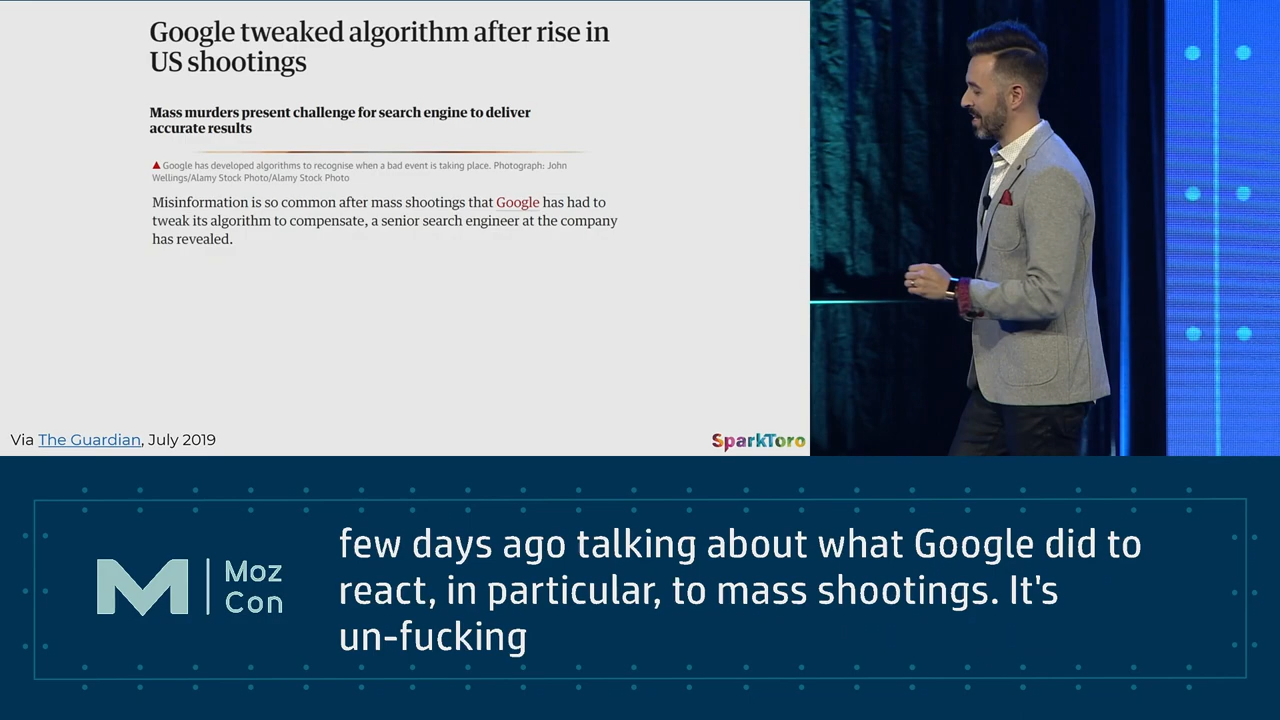 Google tweaked algorithm after rise in
US shootings
Mass murders present challenge for search engine to deliver
accurate results
Google has developed algorithms to recognise when a bad event is taking place. Photograph: John
Wellings/Alamy Stock Photo/Alamy Stock Photo
Misinformation is so common after mass shootings that Google has had to
tweak its algorithm to compensate, a senior search engineer at the company
has revealed.
Via The Guardian, July 2019
SparkToro
Moz
Con
few days ago talking about what Google did to
react, in particular, to mass shootings. It's
un-fucking